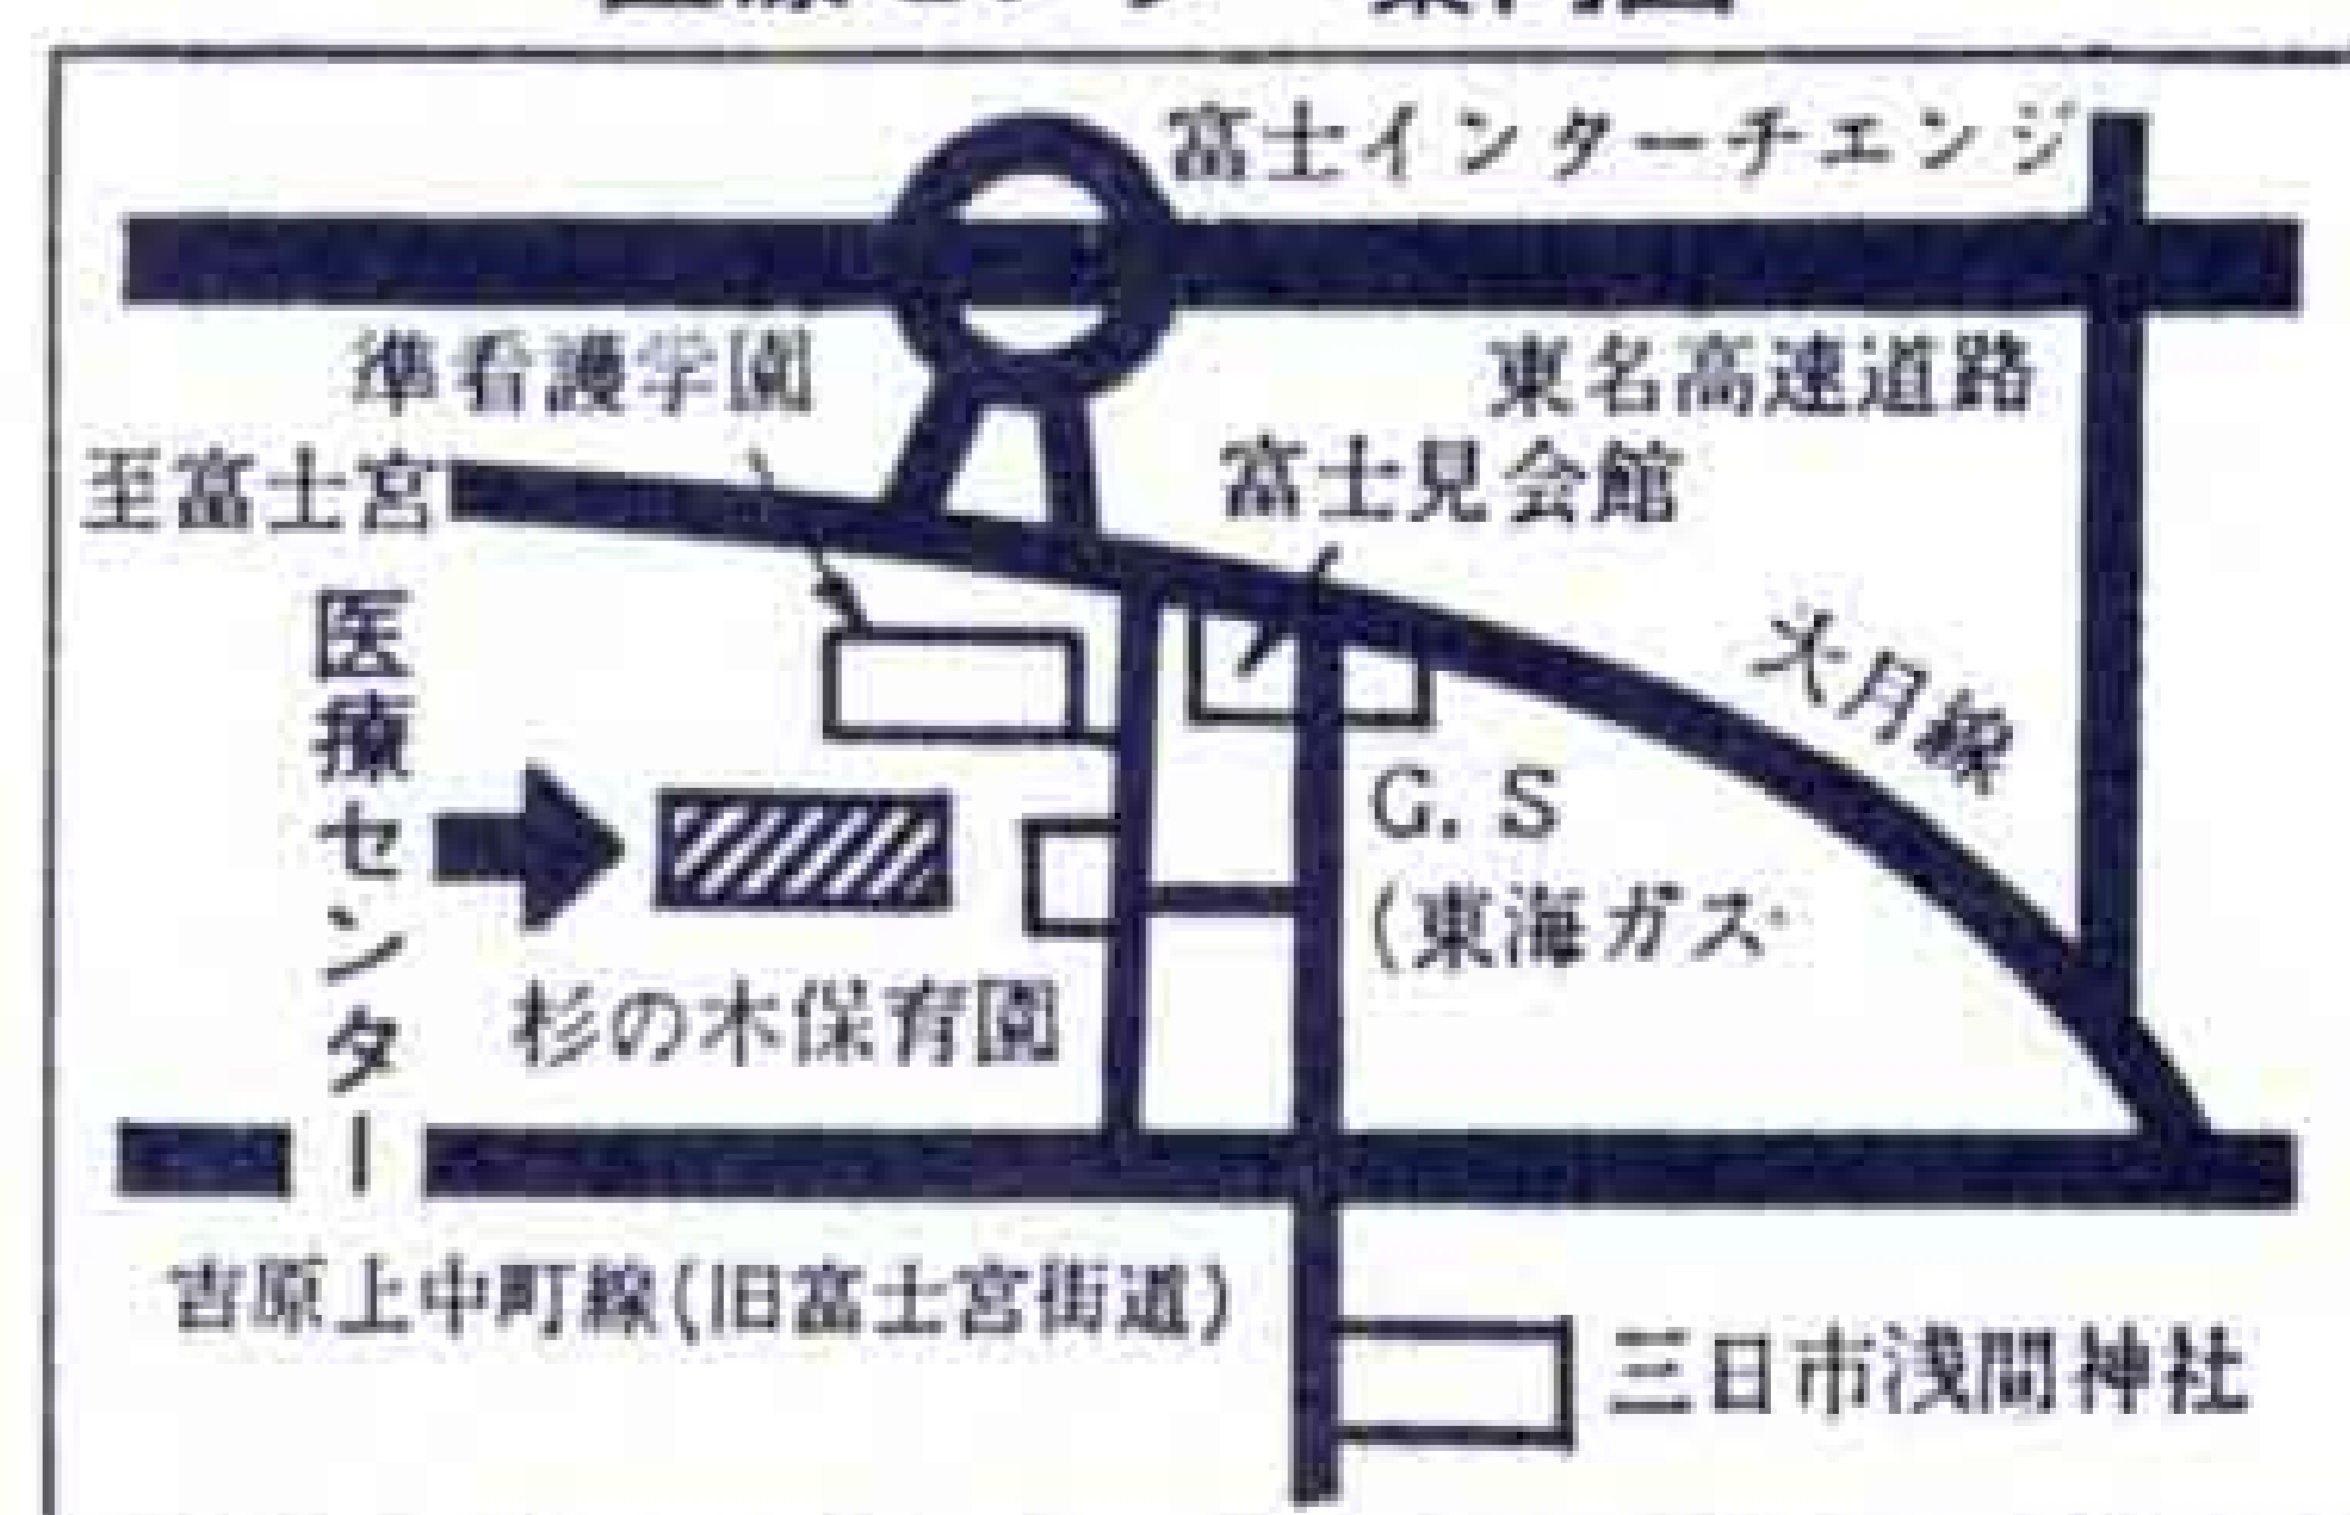 富士インターチエンジ
準看護学園
東名高速道路
至富士宮
富士見会館
大月線
医療センター
G.S
(東海ガス
杉の木保育園
吉原上中町線(旧富士宮街道)
三日市浅間神社